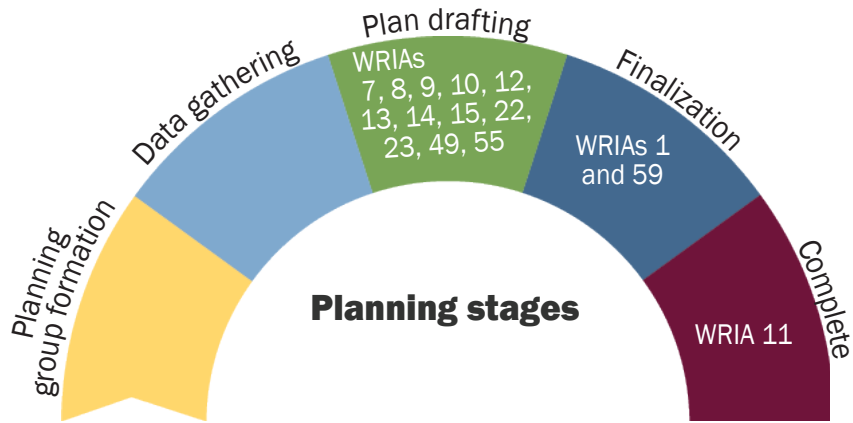 Planning
group formation
Data gathering
Plan drafting
WRIAs
7, 8, 9, 10, 12,
13, 14, 15, 22,
23, 49, 55
Finalization
WRIAs 1
and 59
Complete
WRIA 11
Planning stages